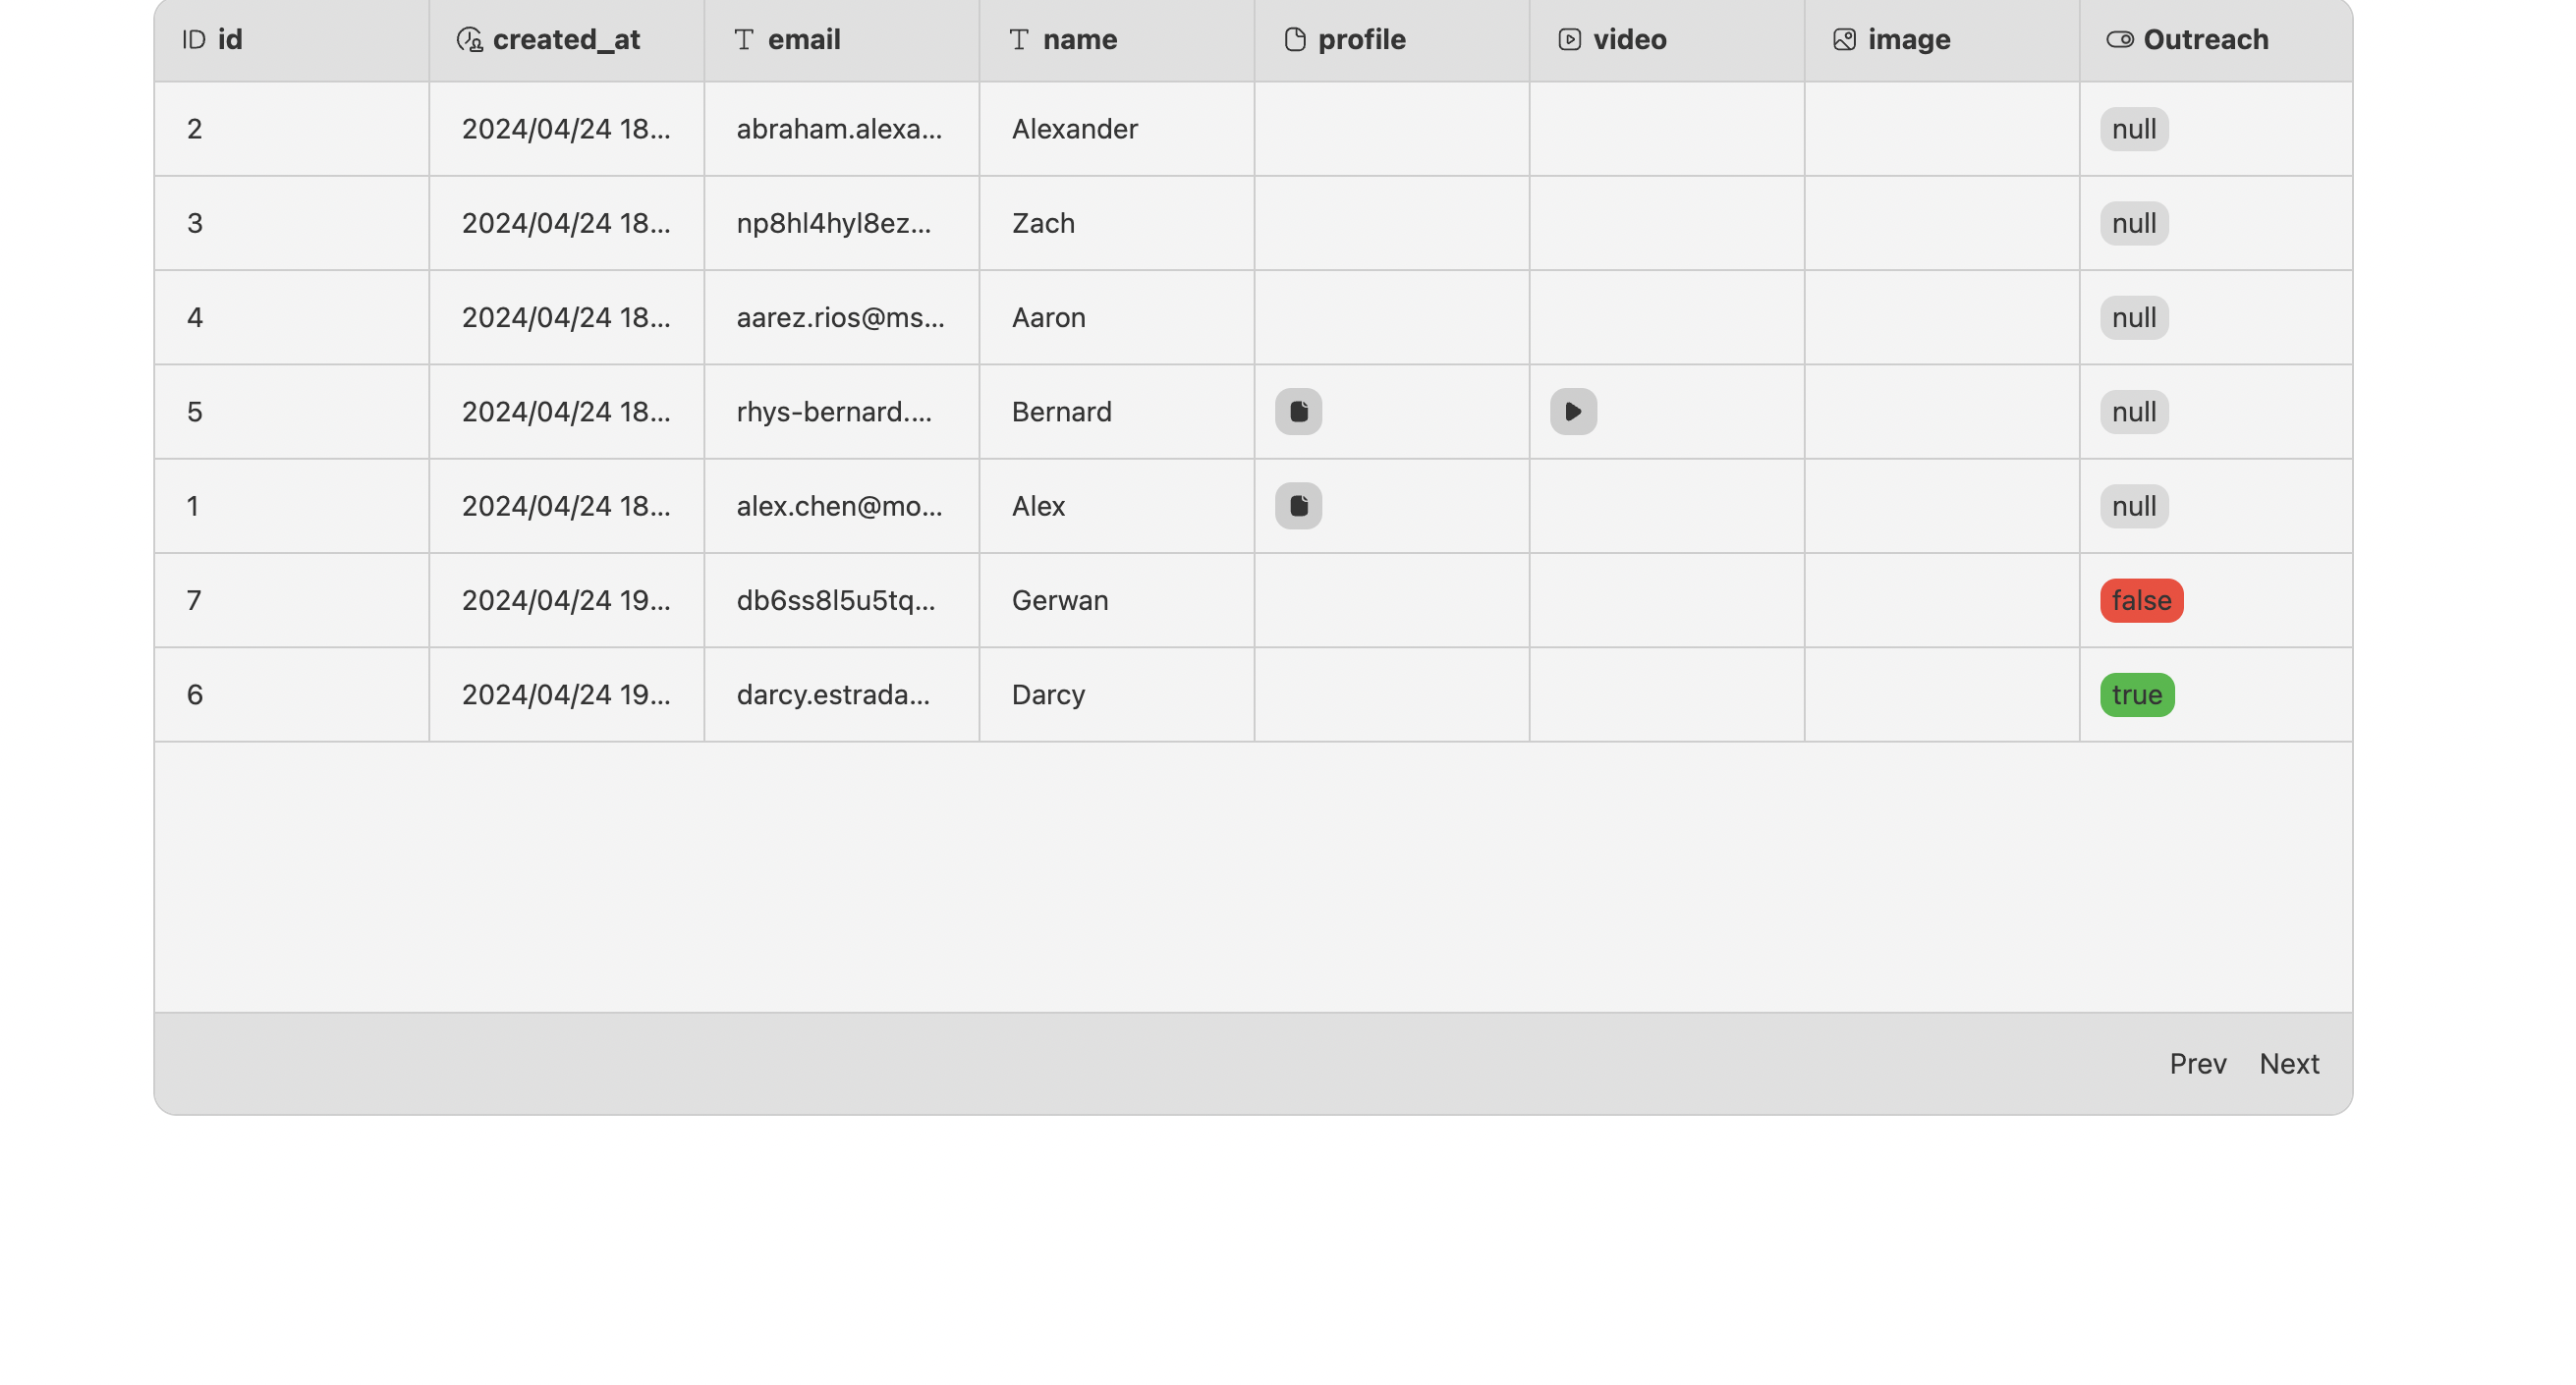 id created_at email name profile video image Outreach
2 2024/04/24 18... abraham.alexa... Alexander null
3 2024/04/24 18... np8hl4hyl8ez... Zach null
4 2024/04/24 18... aarez.rios@ms... Aaron null
5 2024/04/24 18... rhys-bernard.... Bernard null
1 2024/04/24 18... alex.chen@mo... Alex null
7 2024/04/24 19... db6ss8l5u5tq... Gerwan false
6 2024/04/24 19... darcy.estrada... Darcy true
Prev Next